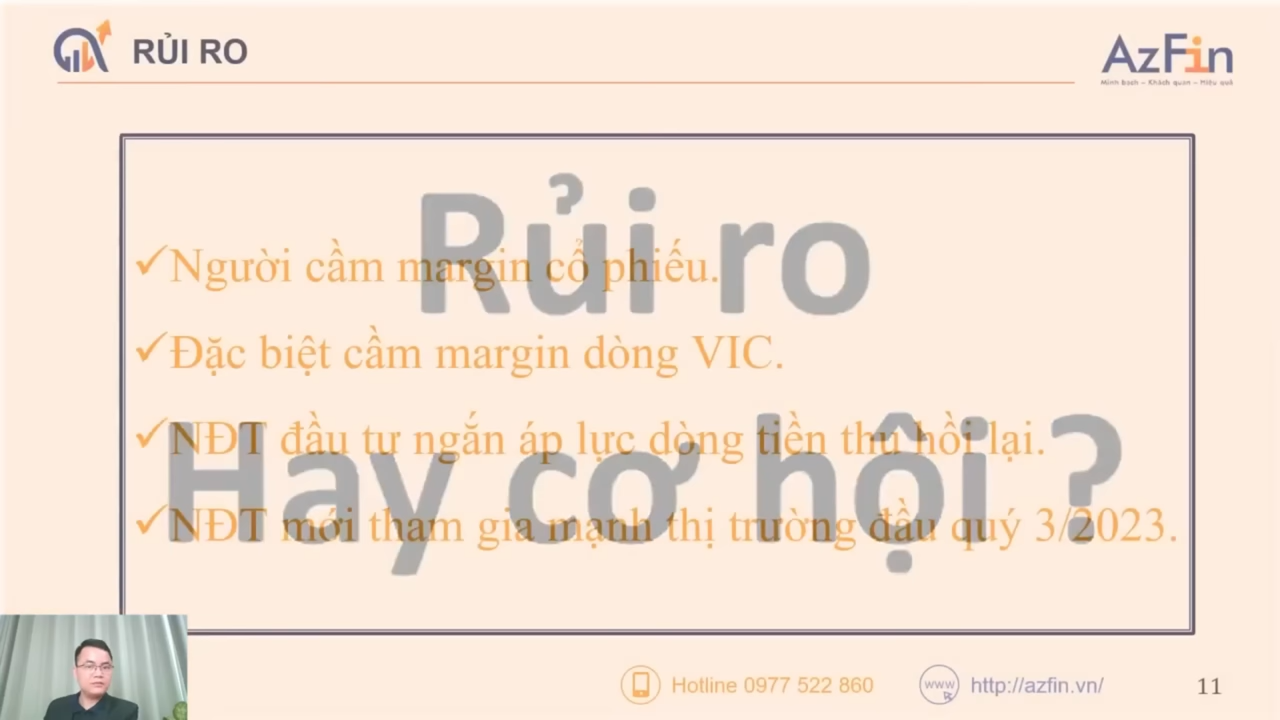 RỦI RO
AzFin
Minh bạch – Khách quan – Hiệu quả
Rủi ro
Hay cơ hội ?
✓Người cầm margin cổ phiếu.
✓Đặc biệt cầm margin dòng VIC.
✓NĐT đầu tư ngắn áp lực dòng tiền thu hồi lại.
✓NĐT mới tham gia mạnh thị trường đầu quý 3/2023.
Hotline 0977 522 860
www
http://azfin.vn/
11